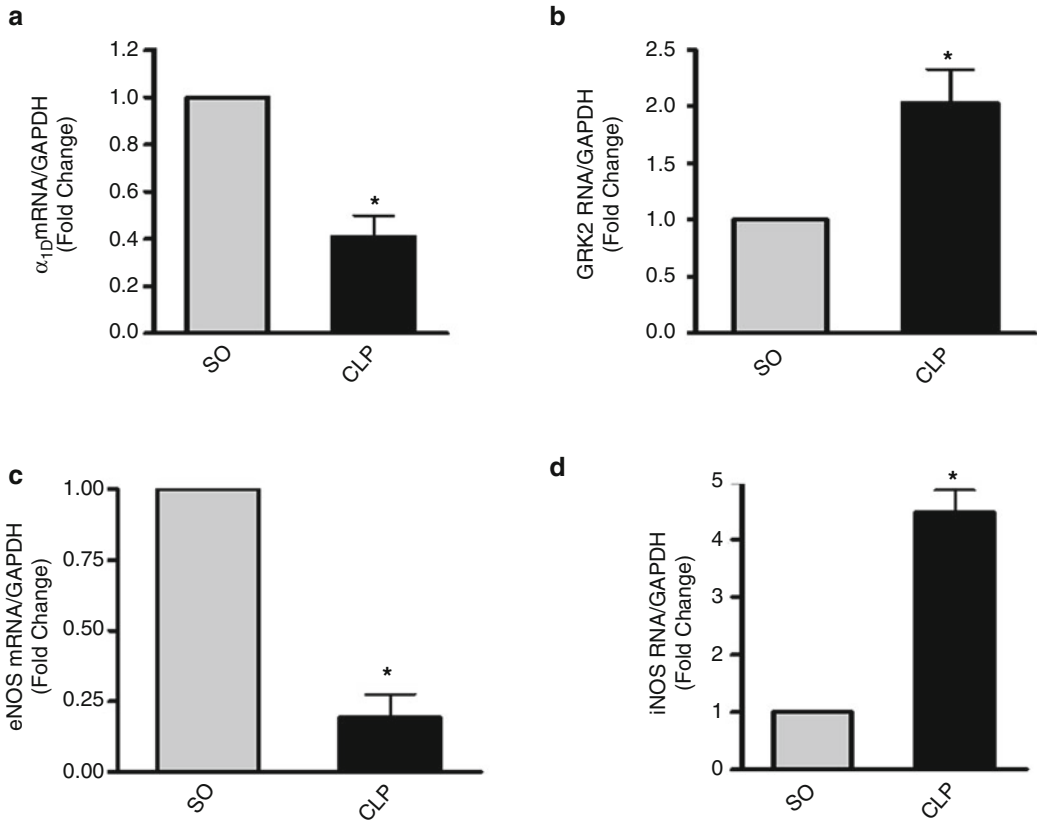 a
α1DmRNA/GAPDH
(Fold Change)
1.2
1.0
0.8
0.6
0.4
0.2
0.0
*
SO
CLP
b
GRK2 RNA/GAPDH
(Fold Change)
2.5
2.0
1.5
1.0
0.5
0.0
*
SO
CLP
c
eNOS mRNA/GAPDH
(Fold Change)
1.00
0.75
0.50
0.25
0.00
*
SO
CLP
d
iNOS RNA/GAPDH
(Fold Change)
5
4
3
2
1
0
*
SO
CLP